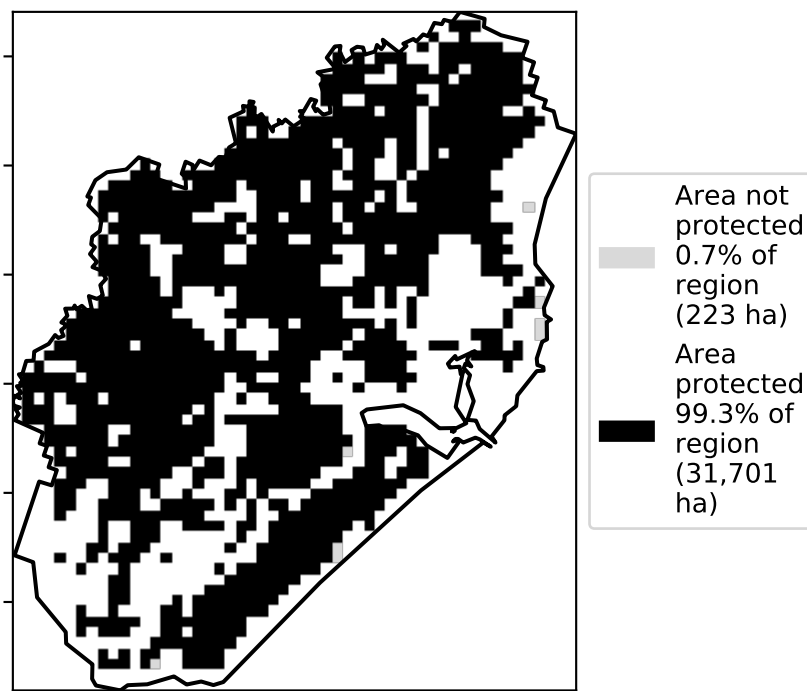 Area not
protected
0.7% of
region
(223 ha)
Area
protected
99.3% of
region
(31,701
ha)